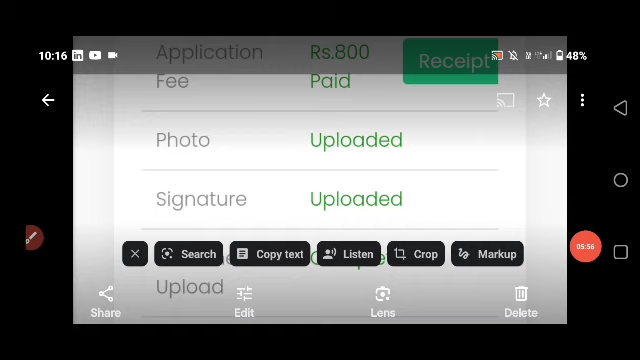 10:16
48%
Application Rs.800
Fee Paid
Receipt
Photo Uploaded
Signature Uploaded
Search Copy text Listen Crop Markup
05:56
Upload
Share Edit Lens Delete